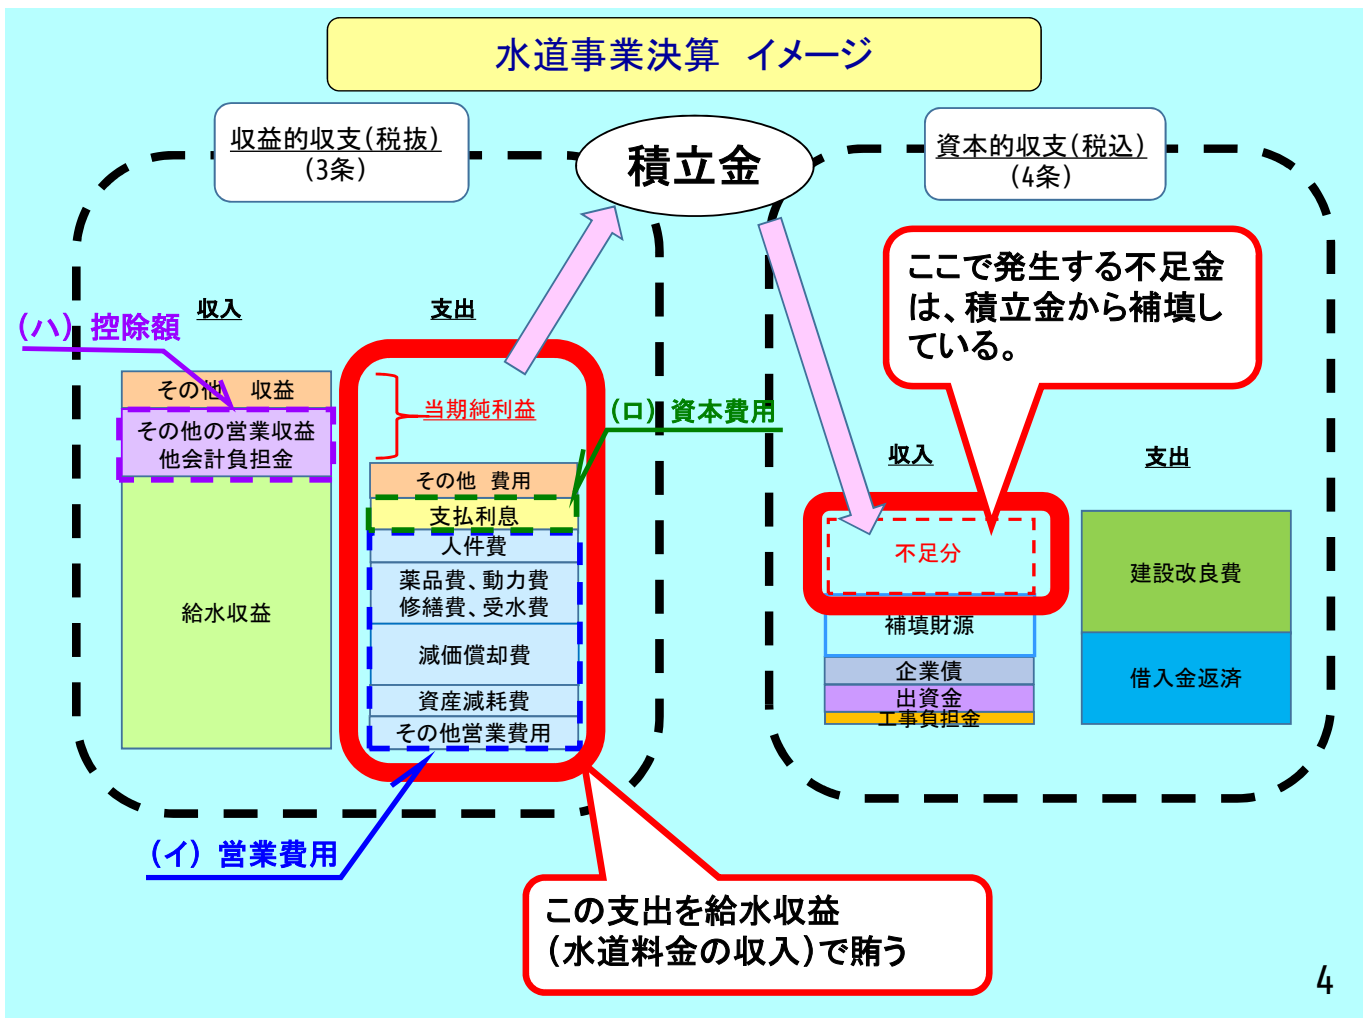 水道事業決算　イメージ
収益的収支(税抜)
(3条)
積立金
資本的収支(税込)
(4条)
ここで発生する不足金
は、積立金から補填し
ている。
収入
支出
(ハ) 控除額
その他　収益
その他の営業収益
他会計負担金
給水収益
当期純利益
(ロ) 資本費用
その他　費用
支払利息
人件費
薬品費、動力費
修繕費、受水費
減価償却費
資産減耗費
その他営業費用
(イ) 営業費用
収入
支出
不足分
補填財源
企業債
出資金
工事負担金
建設改良費
借入金返済
この支出を給水収益
(水道料金の収入)で賄う
4